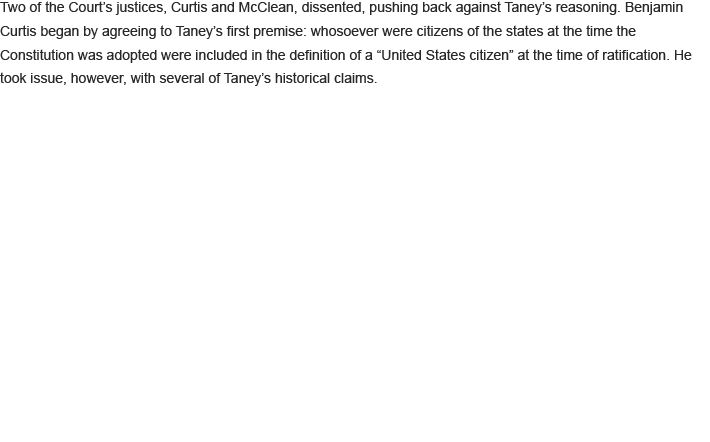 Two of the Court’s justices, Curtis and McClean, dissented, pushing back against Taney’s reasoning. Benjamin
Curtis began by agreeing to Taney’s first premise: whosoever were citizens of the states at the time the
Constitution was adopted were included in the definition of a “United States citizen” at the time of ratification. He
took issue, however, with several of Taney’s historical claims.